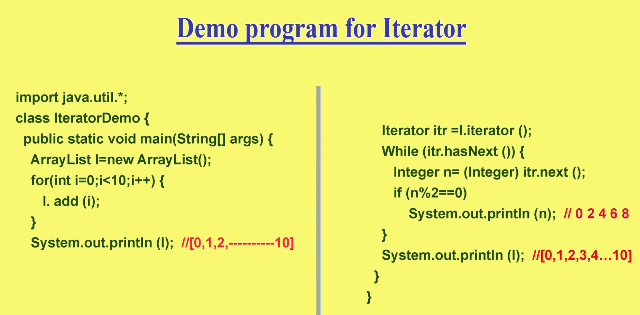 Demo program for Iterator
import java.util.*;
class IteratorDemo {
public static void main(String[] args) {
ArrayList l=new ArrayList();
for(int i=0;i<10;i++) {
l. add (i);
}
System.out.println (l);  //[0,1,2,----------10]
Iterator itr =l.iterator ();
While (itr.hasNext ()) {
Integer n= (Integer) itr.next ();
if (n%2==0)
System.out.println (n);  // 0 2 4 6 8
}
System.out.println (l);  //[0,1,2,3,4...10]
}
}